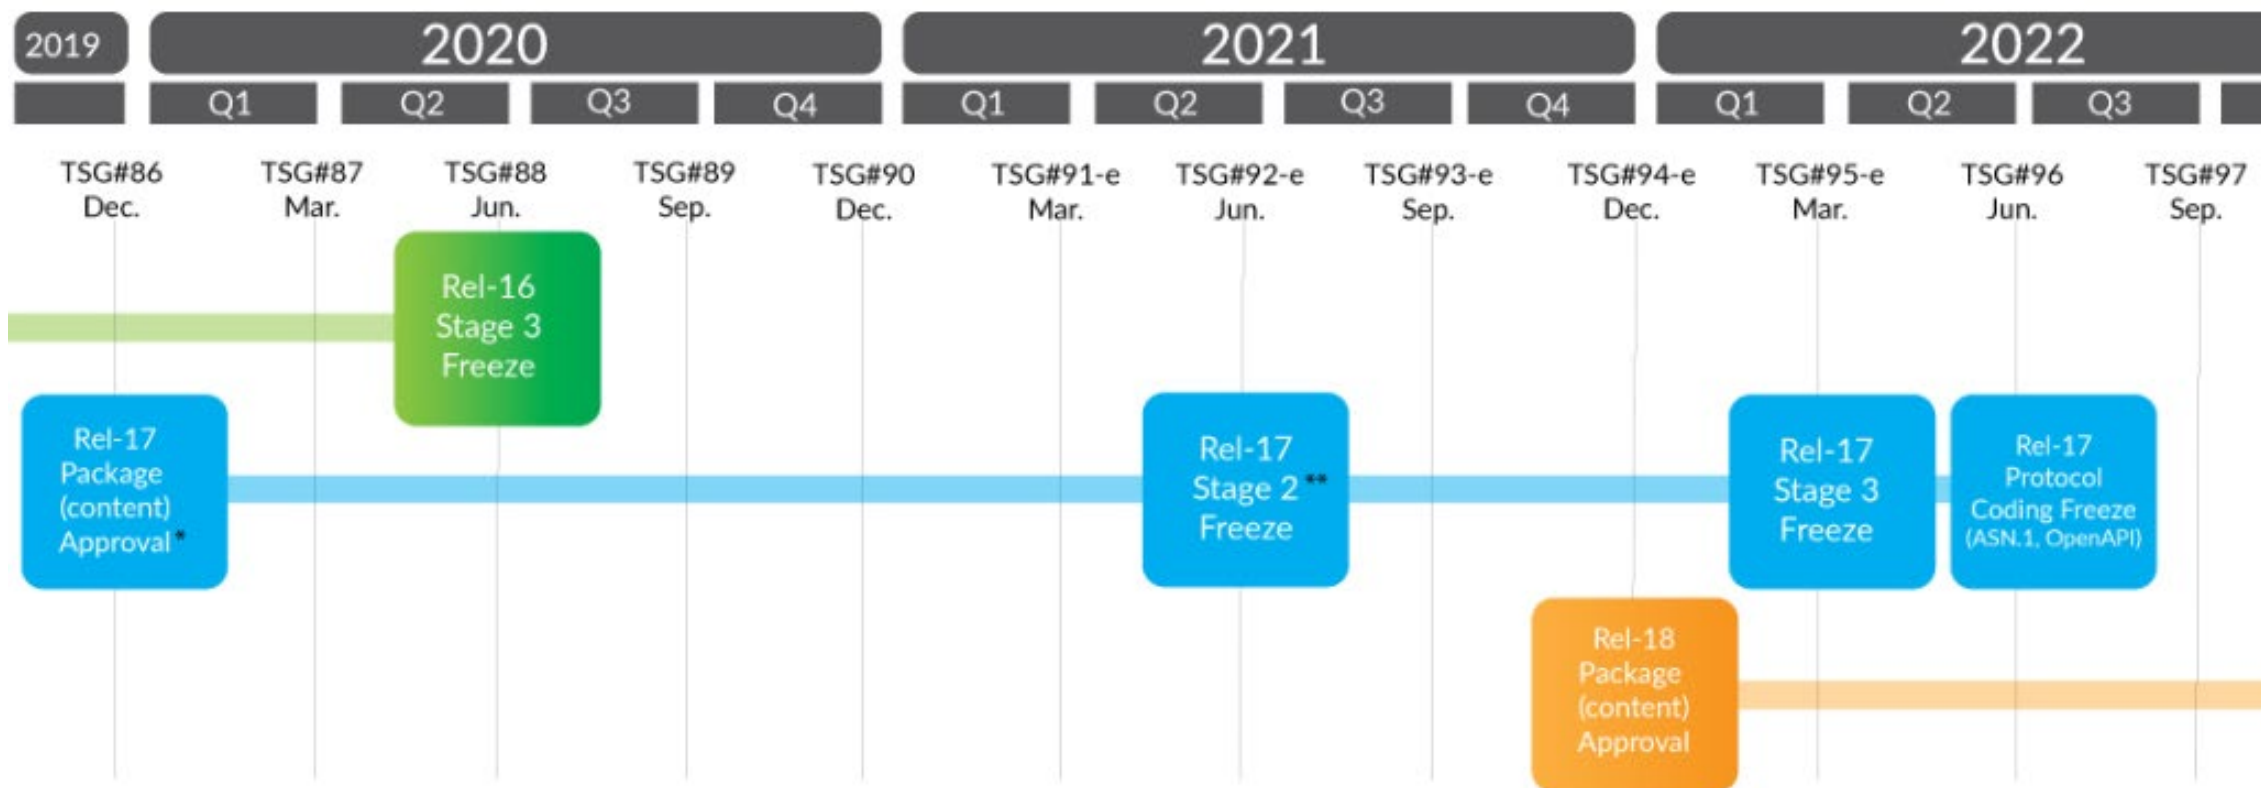 2019 2020 2021 2022
Q1 Q2 Q3 Q4 Q1 Q2 Q3 Q4 Q1 Q2 Q3
TSG#86 TSG#87 TSG#88 TSG#89 TSG#90 TSG#91-e TSG#92-e TSG#93-e TSG#94-e TSG#95-e TSG#96 TSG#97
Dec. Mar. Jun. Sep. Dec. Mar. Jun. Sep. Dec. Mar. Jun. Sep.
Rel-16
Stage 3
Freeze
Rel-17
Package
(content)
Approval*
Rel-17
Stage 2**
Freeze
Rel-17
Stage 3
Freeze
Rel-17
Protocol
Coding Freeze
(ASN.1, OpenAPI)
Rel-18
Package
(content)
Approval